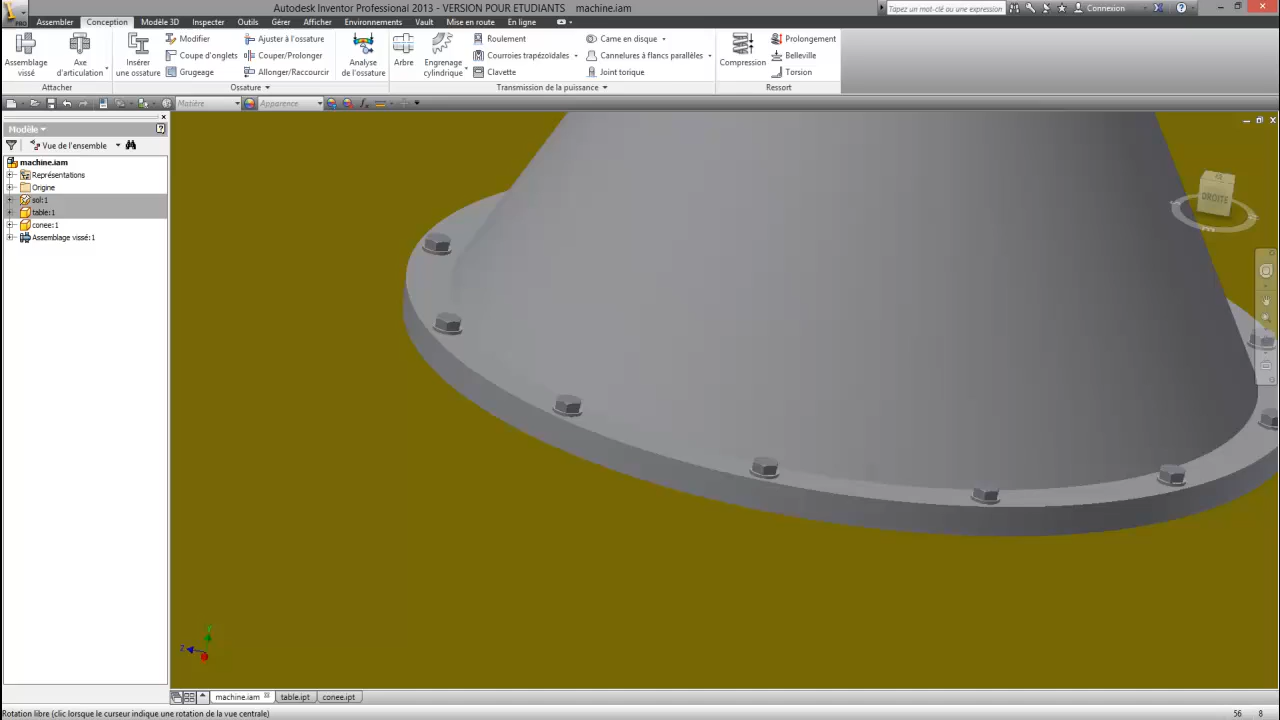 Autodesk Inventor Professional 2013 - VERSION POUR ETUDIANTS machine.iam
Tapez un mot-clé ou une expression
Connexion
PRO
Assembler Conception Modèle 3D Inspecter Outils Gérer Afficher Environnements Vault Mise en route En ligne
Assemblage vissé
Axe d'articulation
Insérer une ossature
Modifier
Coupe d'onglets
Grugeage
Ajuster à l'ossature
Couper/Prolonger
Allonger/Raccourcir
Analyse de l'ossature
Arbre
Engrenage cylindrique
Roulement
Courroies trapézoïdales
Clavette
Came en disque
Cannelures à flancs parallèles
Joint torique
Compression
Prolongement
Belleville
Torsion
Attacher Ossature Transmission de la puissance Ressort
Matière Apparence
Modèle
Vue de l'ensemble
machine.iam
Représentations
Origine
sol:1
table:1
conee:1
Assemblage vissé:1
DROITE
Y
Z
machine.iam table.ipt conee.ipt
Rotation libre (clic lorsque le curseur indique une rotation de la vue centrale) 56 8